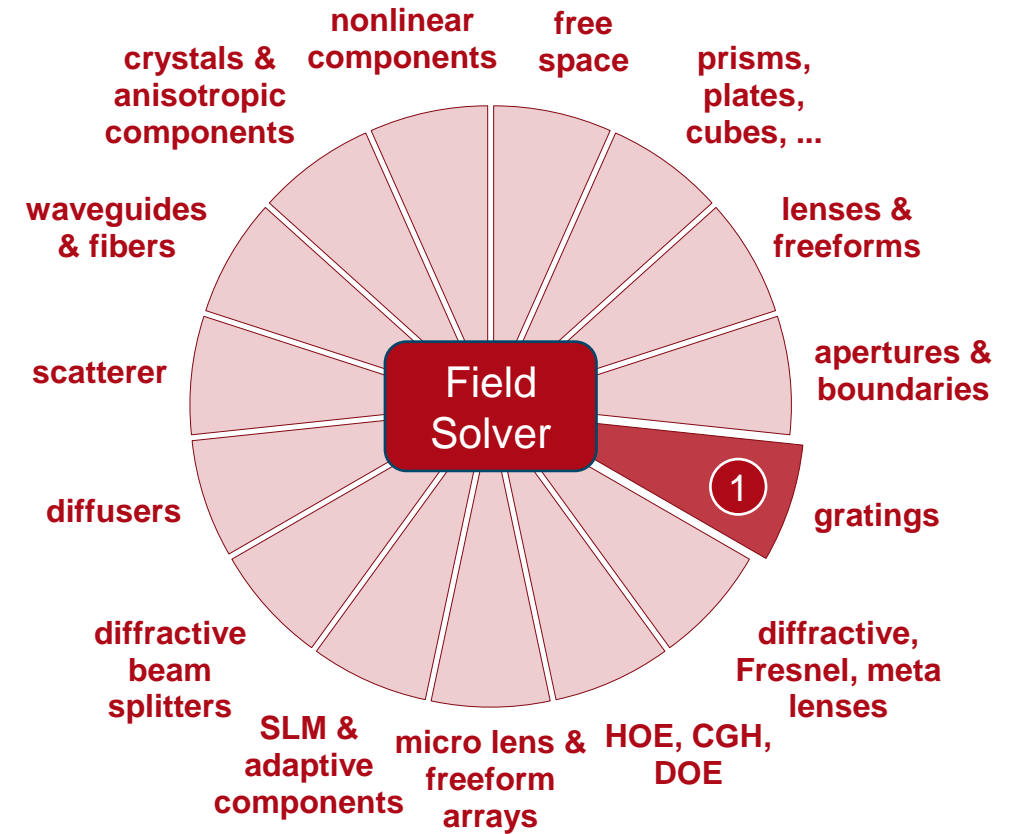 nonlinear
components
free
space
prisms,
plates,
cubes, ...
lenses &
freeforms
apertures &
boundaries
gratings
diffractive,
Fresnel, meta
lenses
HOE, CGH,
DOE
micro lens &
freeform
arrays
SLM &
adaptive
components
diffractive
beam
splitters
diffusers
scatterer
waveguides
& fibers
crystals &
anisotropic
components
Field
Solver
1